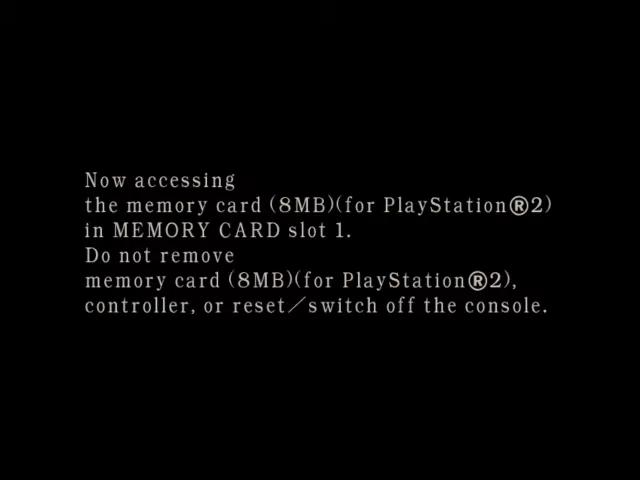 Now accessing
the memory card (8MB)(for PlayStation®2)
in MEMORY CARD slot 1.
Do not remove
memory card (8MB)(for PlayStation®2),
controller, or reset／switch off the console.